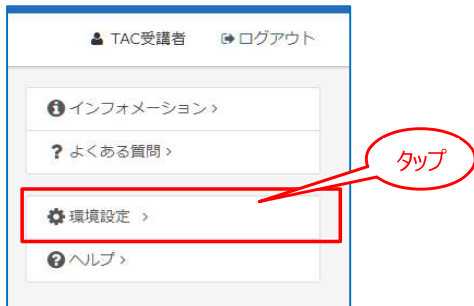 TAC受講者 ログアウト
インフォメーション >
? よくある質問 >
タップ
環境設定 >
ヘルプ >